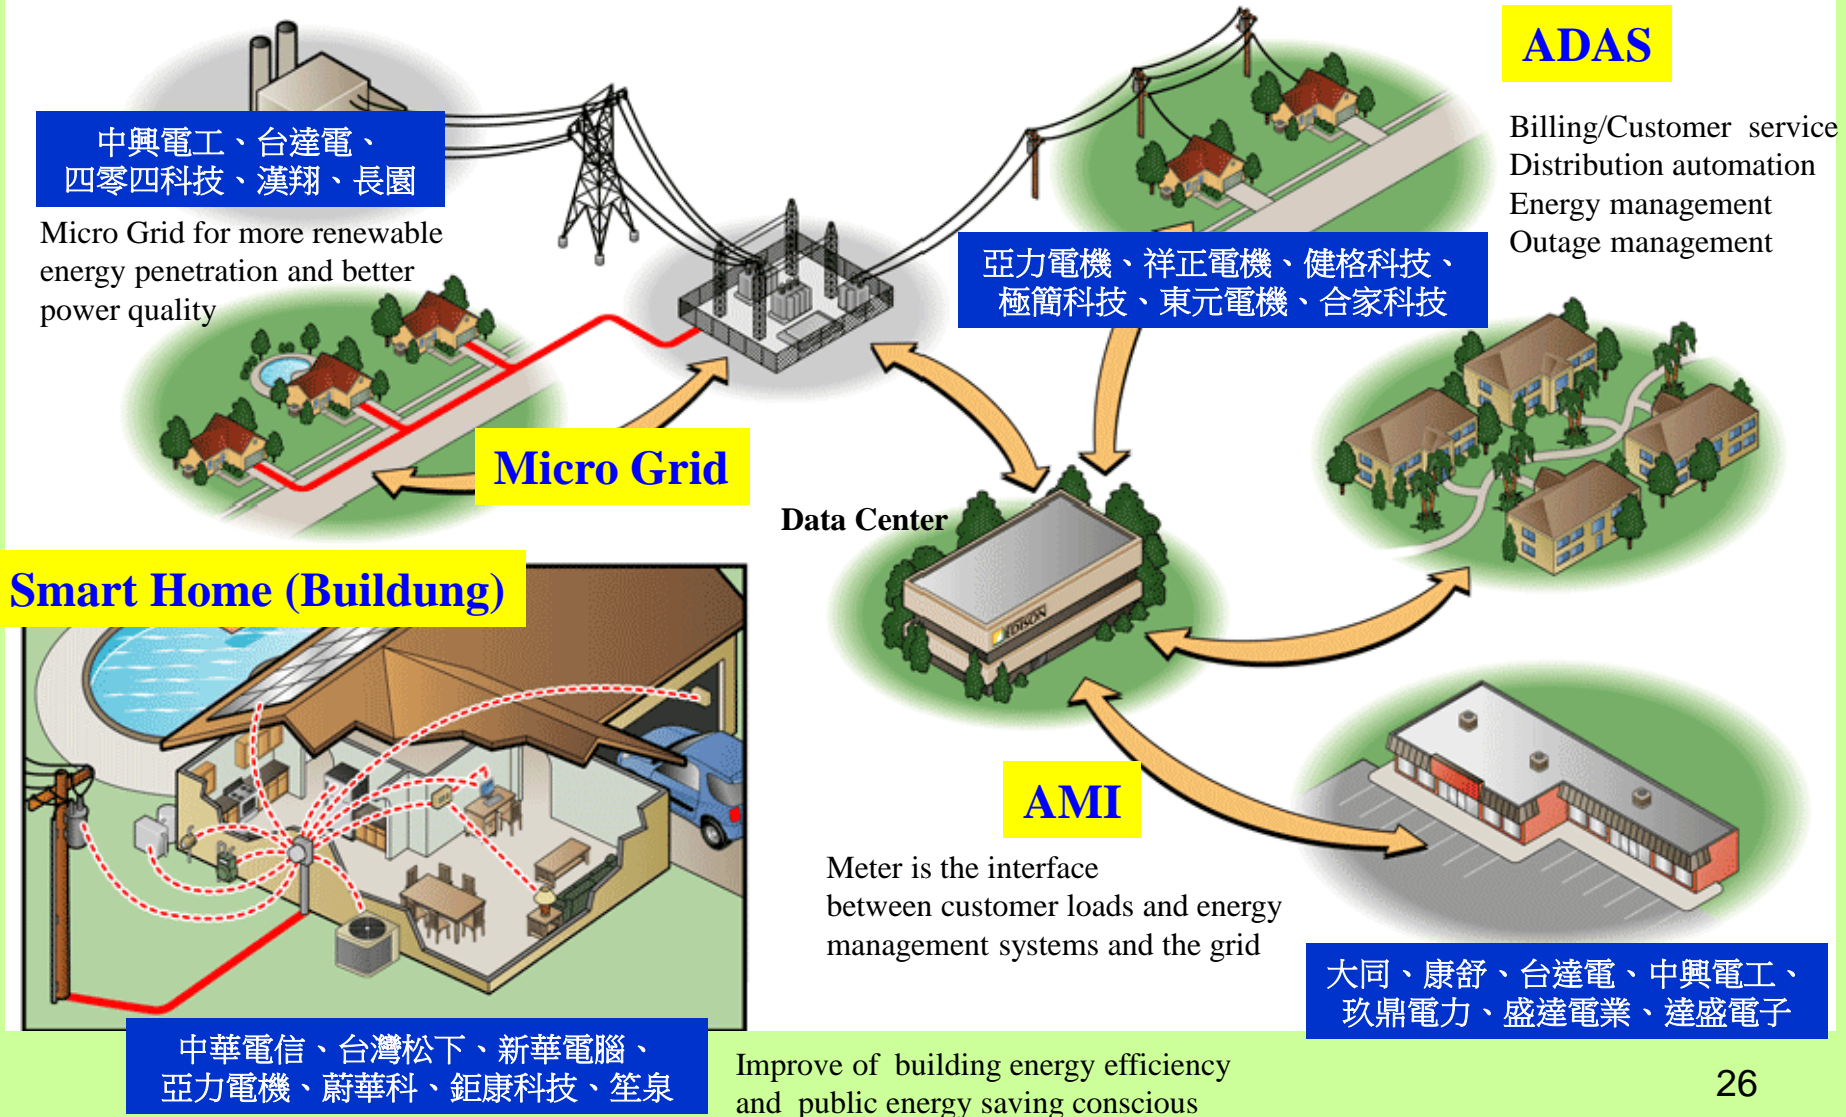 ADAS
Billing/Customer service
Distribution automation
Energy management
Outage management
中興電工、台達電、
四零四科技、漢翔、長園
Micro Grid for more renewable
energy penetration and better
power quality
亞力電機、祥正電機、健格科技、
極簡科技、東元電機、合家科技
Micro Grid
Data Center
EDISON
Smart Home (Buildung)
AMI
Meter is the interface
between customer loads and energy
management systems and the grid
大同、康舒、台達電、中興電工、
玖鼎電力、盛達電業、達盛電子
中華電信、台灣松下、新華電腦、
亞力電機、蔚華科、鉅康科技、笙泉
Improve of building energy efficiency
and public energy saving conscious
26